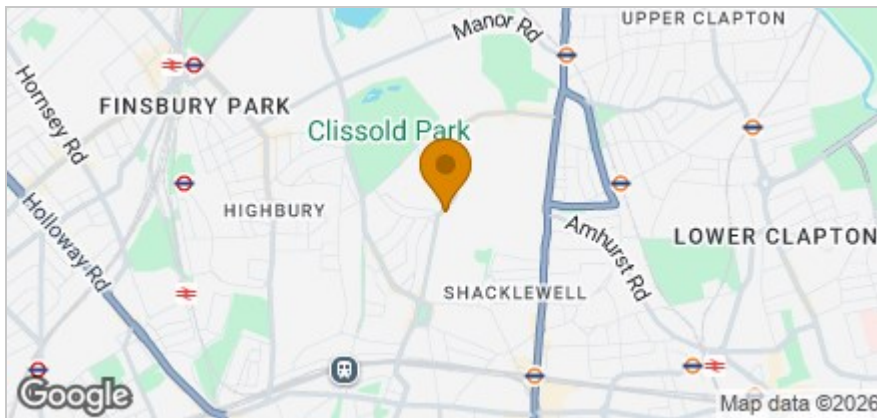 UPPER CLAPTON
Manor Rd
FINSBURY PARK
Hornsey Rd
Clissold Park
HIGHBURY
Holloway Rd
Amhurst Rd
LOWER CLAPTON
SHACKLEWELL
Google
Map data ©2026